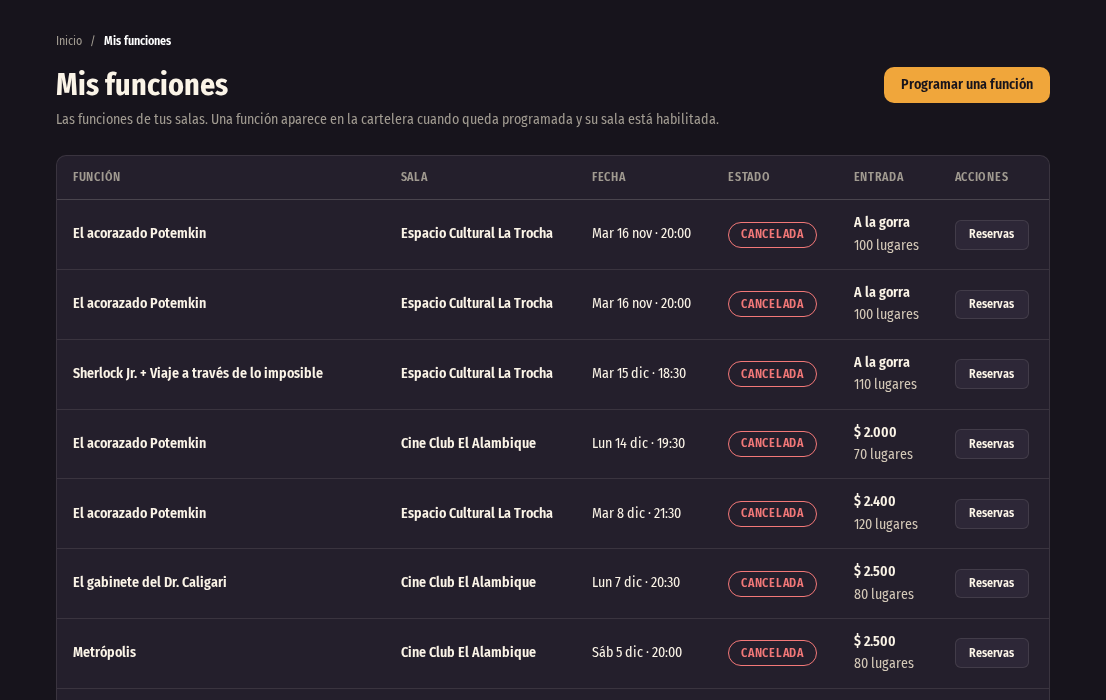 Inicio / Mis funciones
Mis funciones
Programar una función
Las funciones de tus salas. Una función aparece en la cartelera cuando queda programada y su sala está habilitada.
FUNCIÓN SALA FECHA ESTADO ENTRADA ACCIONES
El acorazado Potemkin Espacio Cultural La Trocha Mar 16 nov · 20:00 CANCELADA A la gorra Reservas
100 lugares
El acorazado Potemkin Espacio Cultural La Trocha Mar 16 nov · 20:00 CANCELADA A la gorra Reservas
100 lugares
Sherlock Jr. + Viaje a través de lo imposible Espacio Cultural La Trocha Mar 15 dic · 18:30 CANCELADA A la gorra Reservas
110 lugares
El acorazado Potemkin Cine Club El Alambique Lun 14 dic · 19:30 CANCELADA $ 2.000 Reservas
70 lugares
El acorazado Potemkin Espacio Cultural La Trocha Mar 8 dic · 21:30 CANCELADA $ 2.400 Reservas
120 lugares
El gabinete del Dr. Caligari Cine Club El Alambique Lun 7 dic · 20:30 CANCELADA $ 2.500 Reservas
80 lugares
Metrópolis Cine Club El Alambique Sáb 5 dic · 20:00 CANCELADA $ 2.500 Reservas
80 lugares